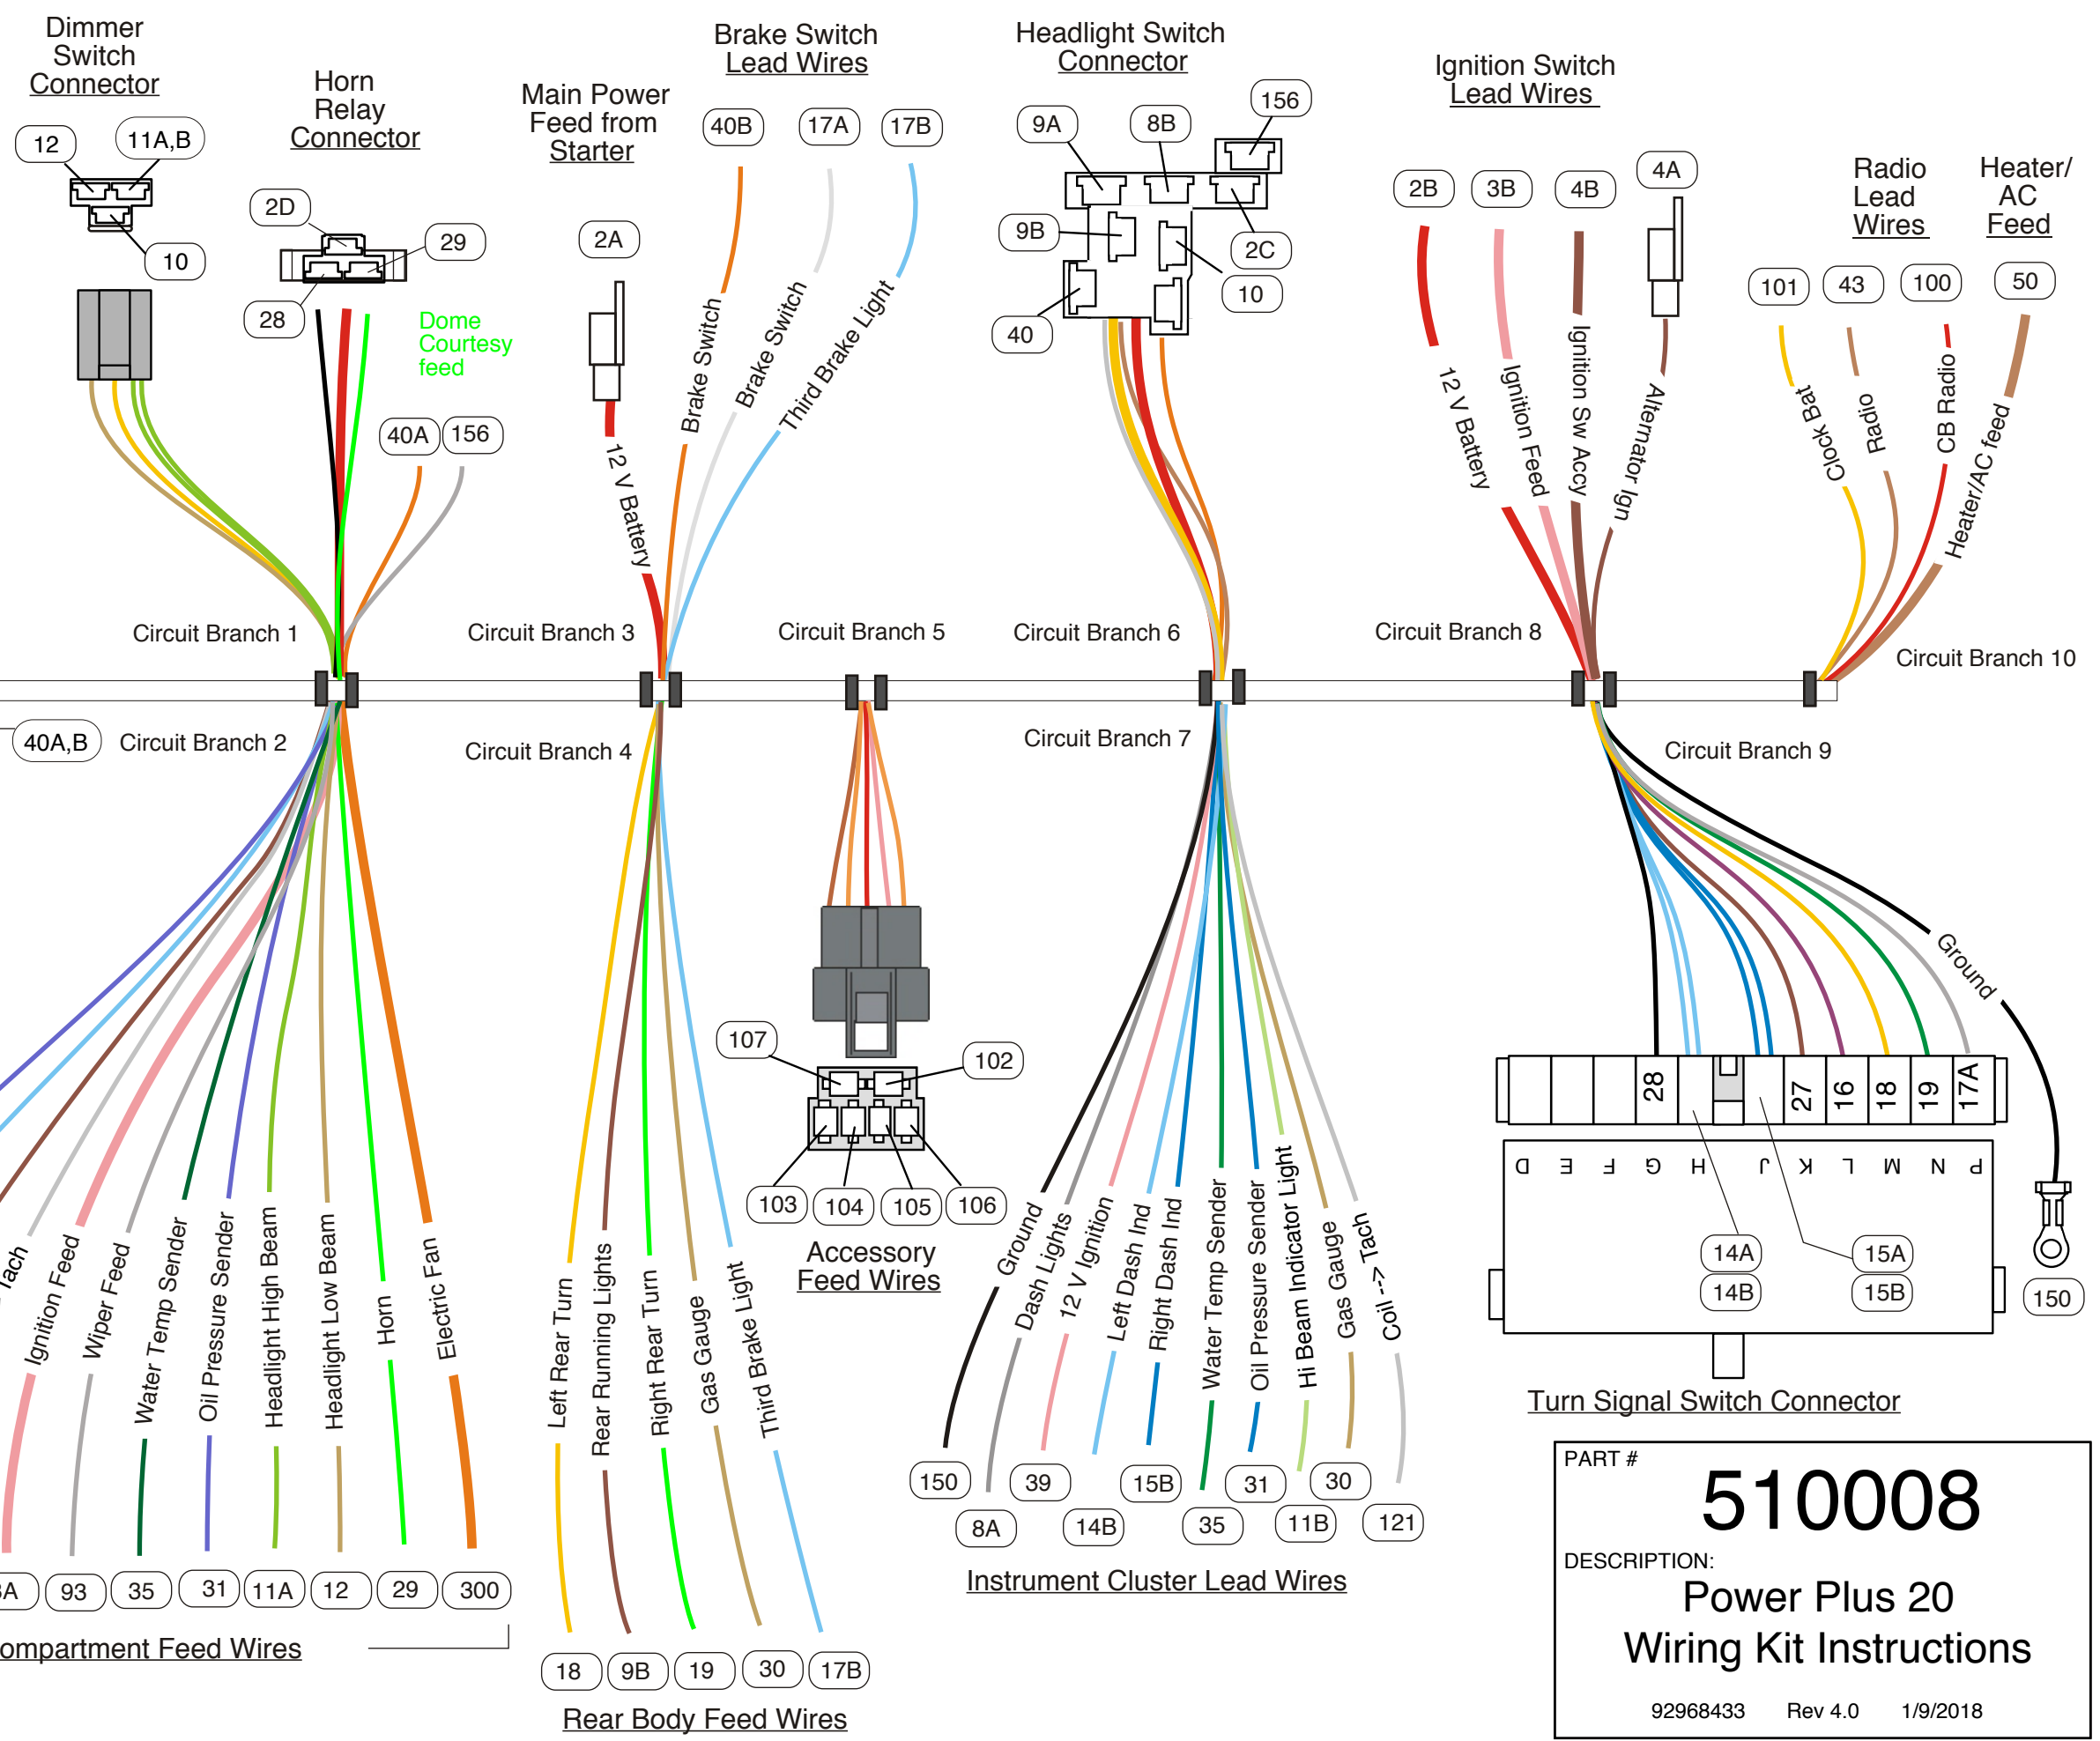 Dimmer
Switch
Connector
12
11A,B
10
Horn
Relay
Connector
2D
29
28
Dome
Courtesy
feed
40A
156
Main Power
Feed from
Starter
2A
12 V Battery
Brake Switch
Lead Wires
40B
17A
17B
Brake Switch
Brake Switch
Third Brake Light
Headlight Switch
Connector
156
9A
8B
9B
2C
10
40
Ignition Switch
Lead Wires
2B
3B
4B
4A
12 V Battery
Ignition Feed
Ignition Sw Accy
Alternator Ign
Radio
Lead
Wires
101
43
100
Clock Bat
Radio
CB Radio
Heater/
AC
Feed
50
Heater/AC feed
Circuit Branch 1
Circuit Branch 3
Circuit Branch 5
Circuit Branch 6
Circuit Branch 8
Circuit Branch 10
40A,B
Circuit Branch 2
Circuit Branch 4
Circuit Branch 7
Circuit Branch 9
Tach
Ignition Feed
Wiper Feed
Water Temp Sender
Oil Pressure Sender
Headlight High Beam
Headlight Low Beam
Horn
Electric Fan
3A
93
35
31
11A
12
29
300
ompartment Feed Wires
Left Rear Turn
Rear Running Lights
Right Rear Turn
Gas Gauge
Third Brake Light
18
9B
19
30
17B
Rear Body Feed Wires
107
102
103
104
105
106
Accessory
Feed Wires
Ground
Dash Lights
12 V Ignition
Left Dash Ind
Right Dash Ind
Water Temp Sender
Oil Pressure Sender
Hi Beam Indicator Light
Gas Gauge
Coil --> Tach
150
8A
39
14B
15B
35
31
11B
30
121
Instrument Cluster Lead Wires
Ground
28
27
16
18
19
17A
D E F G H J K L M N P
14A
14B
15A
15B
150
Turn Signal Switch Connector
PART #
510008
DESCRIPTION:
Power Plus 20
Wiring Kit Instructions
92968433 Rev 4.0 1/9/2018